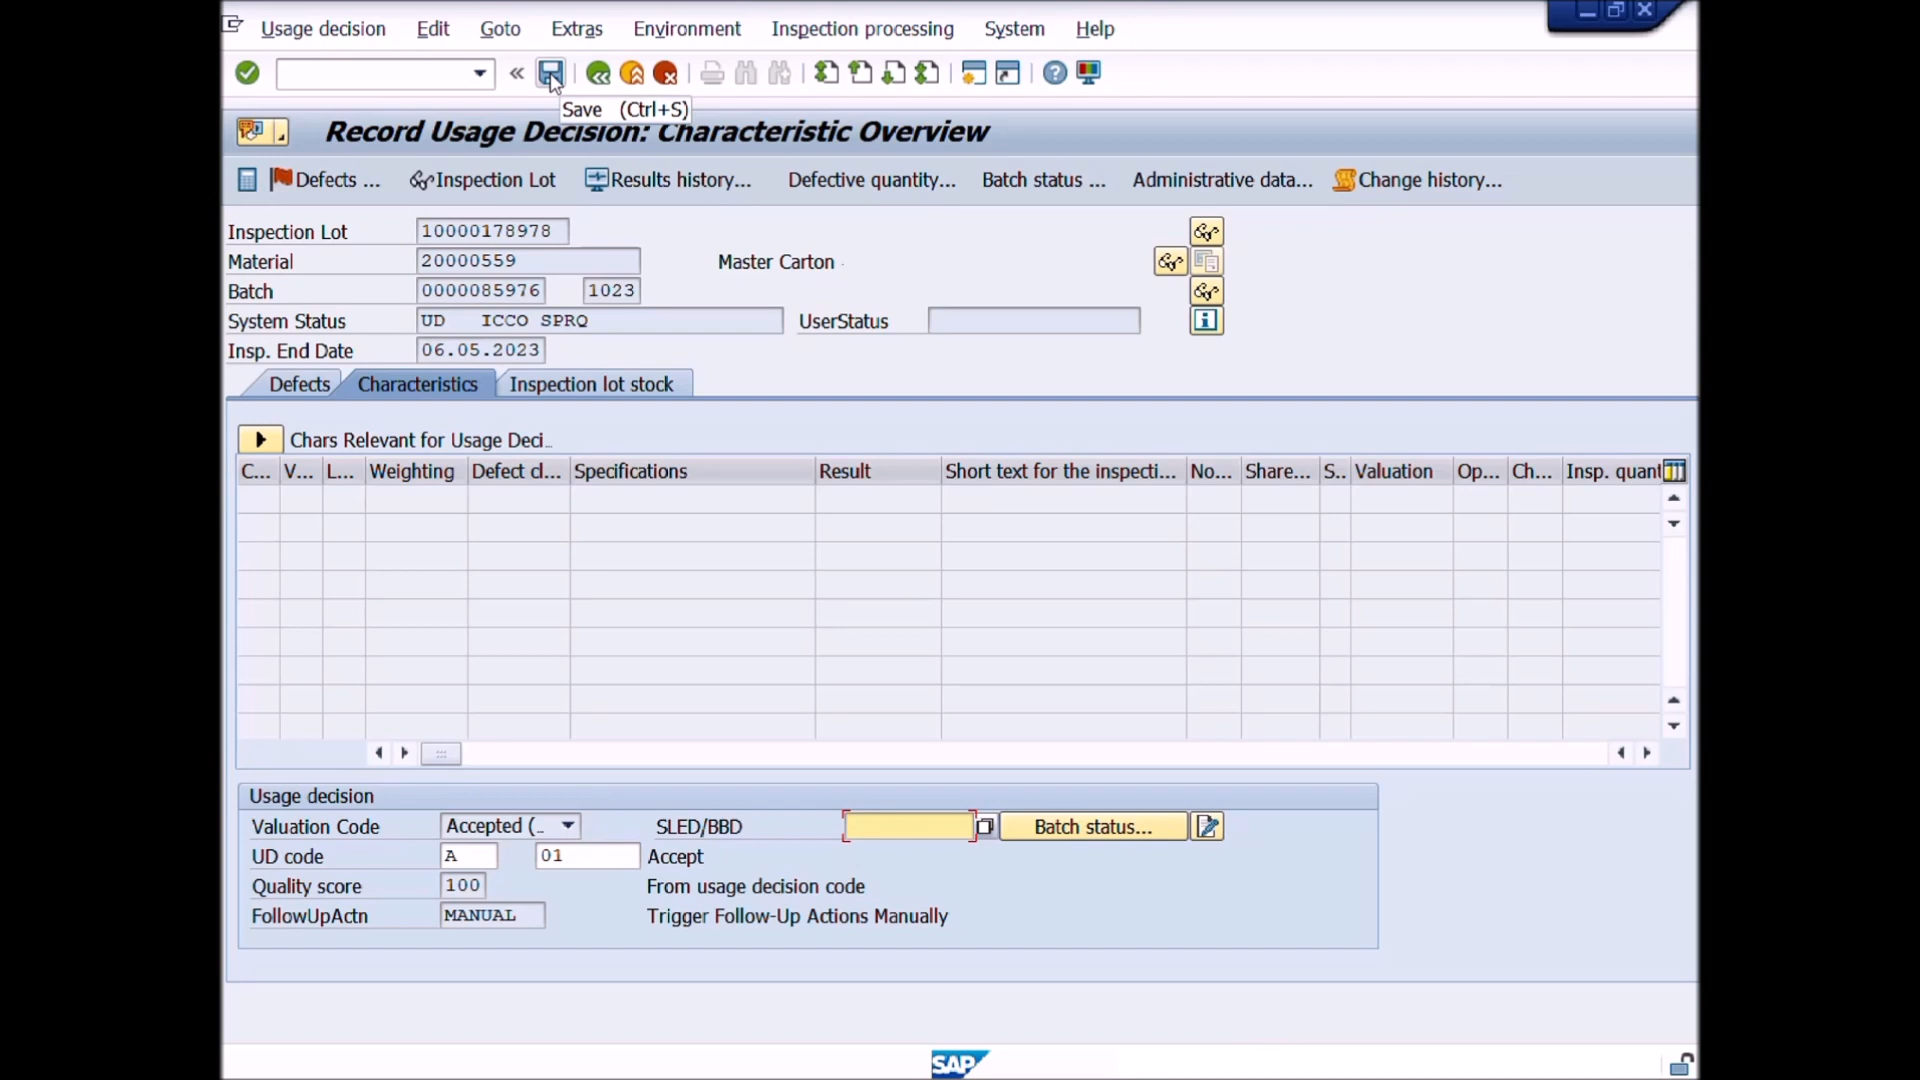 Usage decision Edit Goto Extras Environment Inspection processing System Help
Save (Ctrl+S)
Record Usage Decision: Characteristic Overview
Defects ... Inspection Lot Results history... Defective quantity... Batch status ... Administrative data... Change history...
Inspection Lot 10000178978
Material 20000559 Master Carton
Batch 0000085976 1023
System Status UD ICCO SPRQ UserStatus
Insp. End Date 06.05.2023
Defects Characteristics Inspection lot stock
Chars Relevant for Usage Deci...
C... V... L... Weighting Defect cl... Specifications Result Short text for the inspecti... No... Share... S.. Valuation Op... Ch... Insp. quant
Usage decision
Valuation Code Accepted (... SLED/BBD Batch status...
UD code A 01 Accept
Quality score 100 From usage decision code
FollowUpActn MANUAL Trigger Follow-Up Actions Manually
SAP